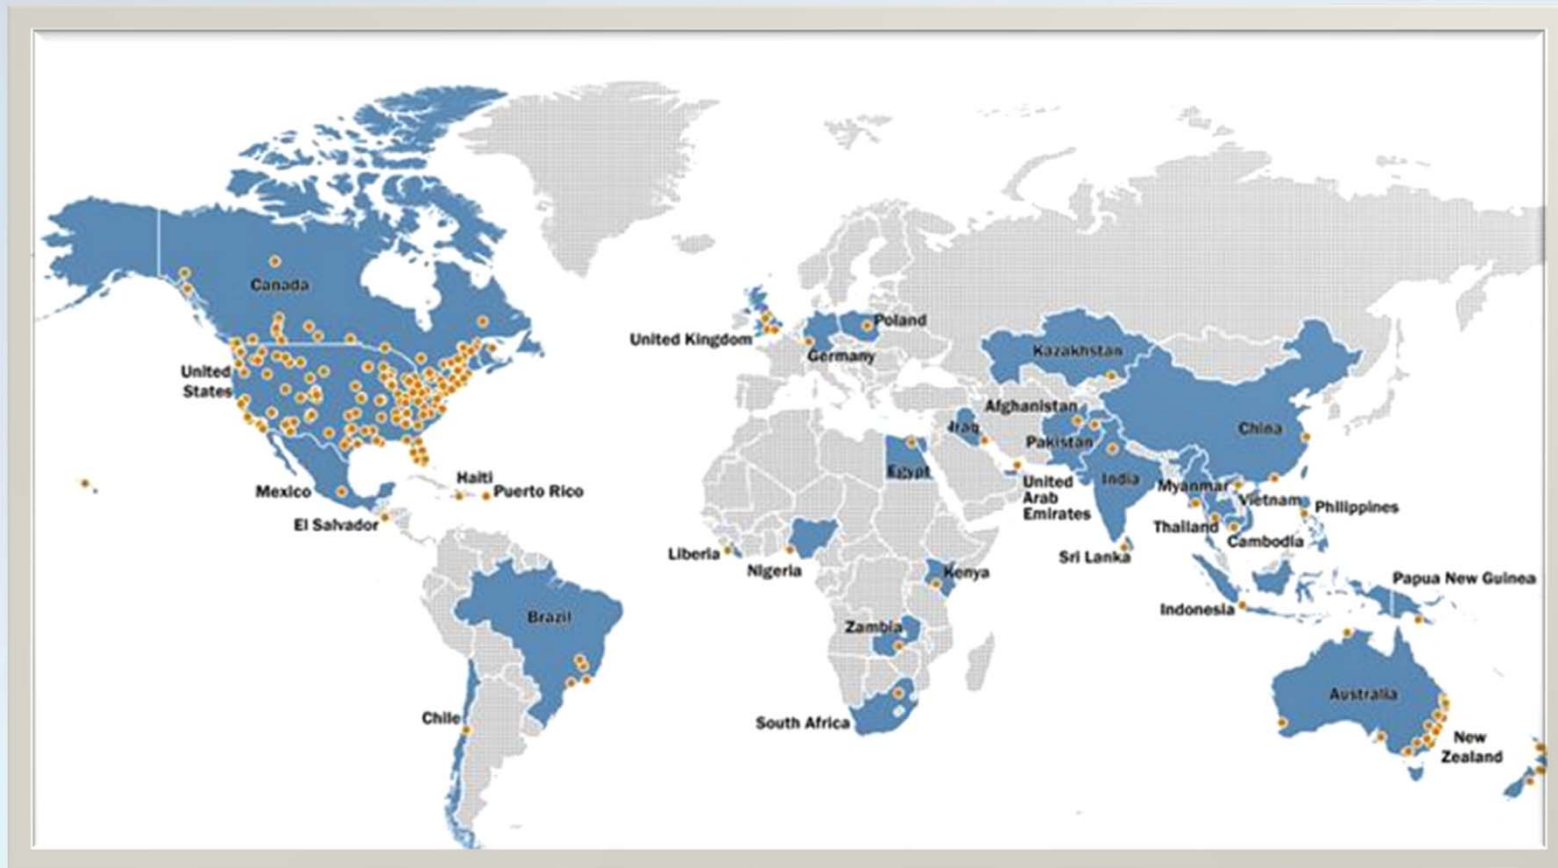 Canada
United
States
Mexico
El Salvador
Haiti
Puerto Rico
Brazil
Chile
United Kingdom
Poland
Germany
Kazakhstan
Afghanistan
Iraq
Pakistan
China
Egypt
United
Arab
Emirates
India
Myanmar
Vietnam
Philippines
Thailand
Cambodia
Sri Lanka
Liberia
Nigeria
Kenya
Zambia
South Africa
Papua New Guinea
Indonesia
Australia
New
Zealand